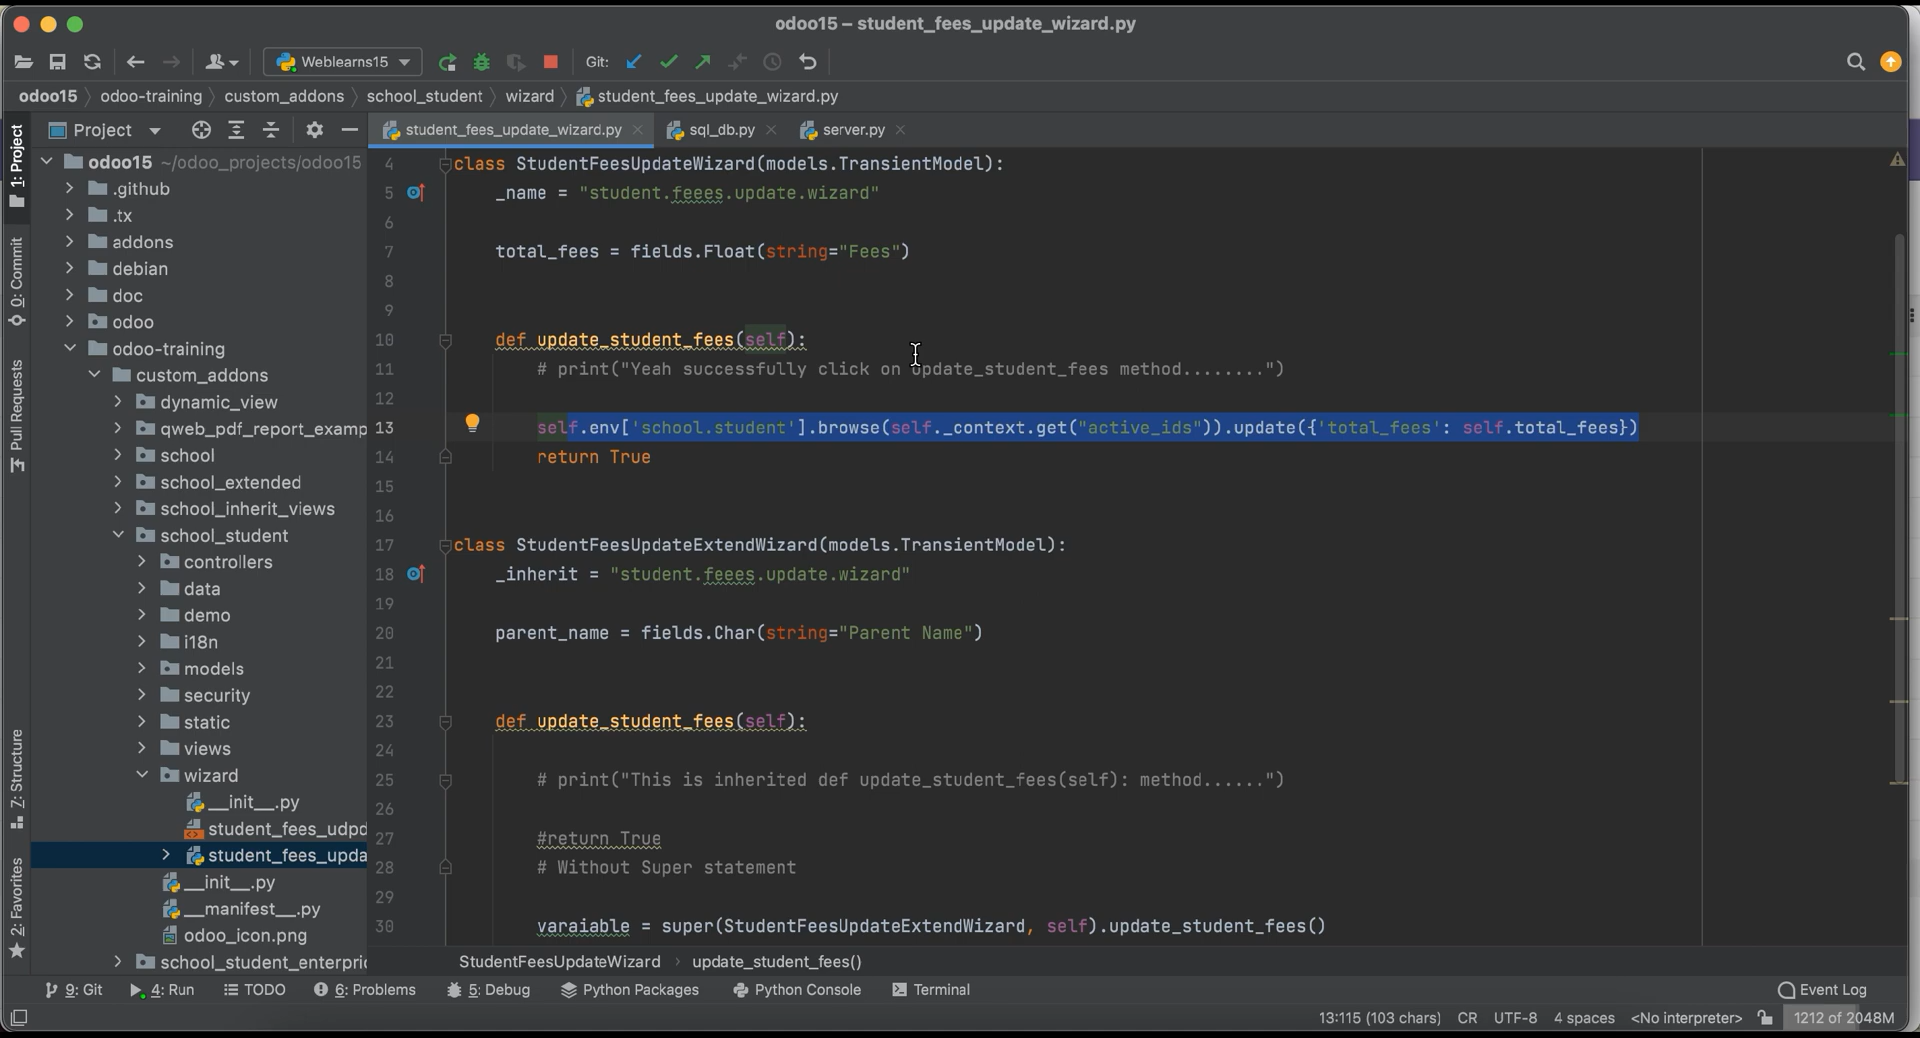 odoo15 – student_fees_update_wizard.py
Weblearns15
Git:
odoo15 odoo-training custom_addons school_student wizard student_fees_update_wizard.py
Project
student_fees_update_wizard.py sql_db.py server.py
1: Project
0: Commit
Pull Requests
7: Structure
2: Favorites
odoo15 ~/odoo_projects/odoo15
.github
.tx
addons
debian
doc
odoo
odoo-training
custom_addons
dynamic_view
qweb_pdf_report_examp
school
school_extended
school_inherit_views
school_student
controllers
data
demo
i18n
models
security
static
views
wizard
__init__.py
student_fees_udpd
student_fees_upda
__init__.py
__manifest__.py
odoo_icon.png
school_student_enterpri
4 class StudentFeesUpdateWizard(models.TransientModel):
5 _name = "student.feees.update.wizard"
6
7 total_fees = fields.Float(string="Fees")
8
9
10 def update_student_fees(self):
11 # print("Yeah successfully click on update_student_fees method........")
12
13 self.env['school.student'].browse(self._context.get("active_ids")).update({'total_fees': self.total_fees})
14 return True
15
16
17 class StudentFeesUpdateExtendWizard(models.TransientModel):
18 _inherit = "student.feees.update.wizard"
19
20 parent_name = fields.Char(string="Parent Name")
21
22
23 def update_student_fees(self):
24
25 # print("This is inherited def update_student_fees(self): method......")
26
27 #return True
28 # Without Super statement
29
30 varaiable = super(StudentFeesUpdateExtendWizard, self).update_student_fees()
StudentFeesUpdateWizard › update_student_fees()
9: Git 4: Run TODO 6: Problems 5: Debug Python Packages Python Console Terminal Event Log
13:115 (103 chars) CR UTF-8 4 spaces <No interpreter> 1212 of 2048M